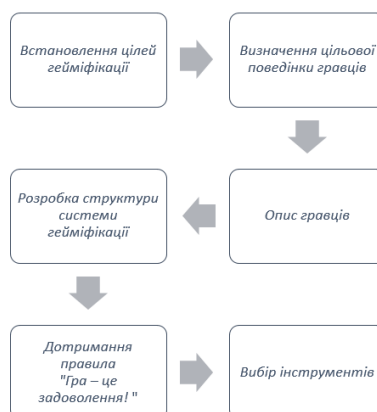 Встановлення цілей
гейміфікації
Визначення цільової
поведінки гравців
Опис гравців
Розробка структури
системи
гейміфікації
Дотримання
правила
"Гра – це
задоволення! "
Вибір інструментів